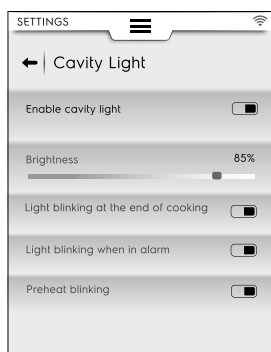 SETTINGS
Cavity Light
Enable cavity light
Brightness 85%
Light blinking at the end of cooking
Light blinking when in alarm
Preheat blinking